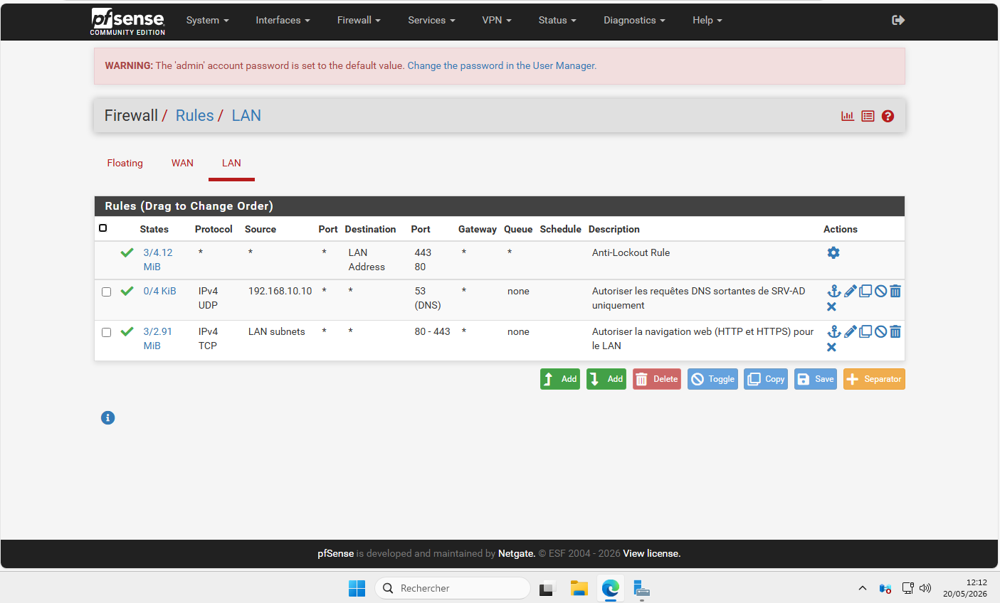 pfsense
COMMUNITY EDITION
System
Interfaces
Firewall
Services
VPN
Status
Diagnostics
Help
WARNING: The 'admin' account password is set to the default value. Change the password in the User Manager.
Firewall / Rules / LAN
Floating
WAN
LAN
Rules (Drag to Change Order)
States Protocol Source Port Destination Port Gateway Queue Schedule Description Actions
3/4.12 * * * LAN 443 * * Anti-Lockout Rule
MiB Address 80
0/4 KiB IPv4 192.168.10.10 * * 53 * none Autoriser les requêtes DNS sortantes de SRV-AD
UDP (DNS) uniquement
3/2.91 IPv4 LAN subnets * * 80 - 443 * none Autoriser la navigation web (HTTP et HTTPS) pour
MiB TCP le LAN
Add
Add
Delete
Toggle
Copy
Save
Separator
pfSense is developed and maintained by Netgate. © ESF 2004 - 2026 View license.
Rechercher
12:12
20/05/2026